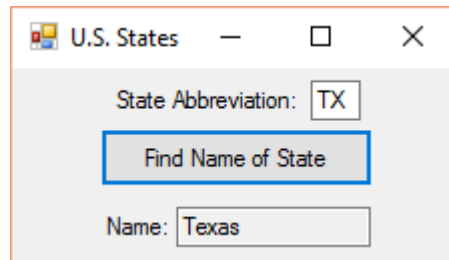 U.S. States
State Abbreviation: TX
Find Name of State
Name: Texas